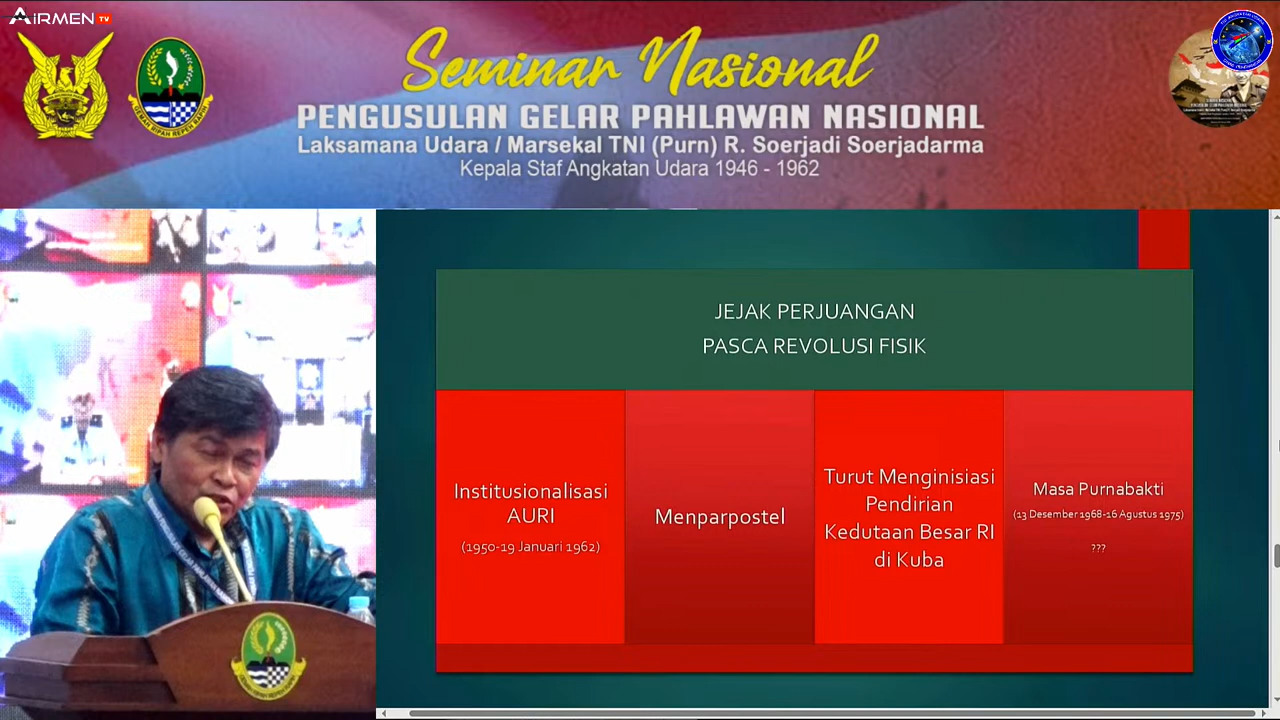 AIRMEN TV
Seminar Nasional
PENGUSULAN GELAR PAHLAWAN NASIONAL
Laksamana Udara / Marsekal TNI (Purn) R. Soerjadi Soerjadarma
Kepala Staf Angkatan Udara 1946 - 1962
JEJAK PERJUANGAN
PASCA REVOLUSI FISIK
Institusionalisasi
AURI
(1950-19 Januari 1962)
Menparpostel
Turut Menginisiasi
Pendirian
Kedutaan Besar RI
di Kuba
Masa Purnabakti
(13 Desember 1968-16 Agustus 1975)
???